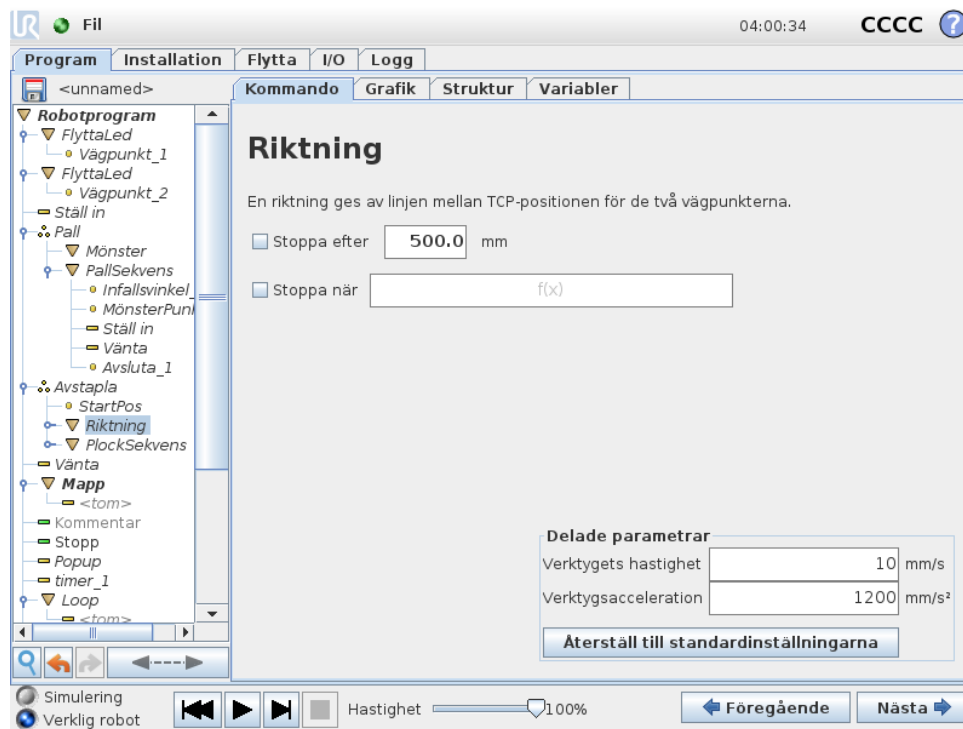 UR Fil 04:00:34 CCCC ?
Program Installation Flytta I/O Logg
<unnamed>
Kommando Grafik Struktur Variabler
Robotprogram
FlyttaLed
Vägpunkt_1
FlyttaLed
Vägpunkt_2
Ställ in
Pall
Mönster
PallSekvens
Infallsvinkel_
MönsterPun
Ställ in
Vänta
Avsluta_1
Avstapla
StartPos
Riktning
PlockSekvens
Vänta
Mapp
<tom>
Kommentar
Stopp
Popup
timer_1
Loop
<tom>
Riktning
En riktning ges av linjen mellan TCP-positionen för de två vägpunkterna.
Stoppa efter 500.0 mm
Stoppa när f(x)
Delade parametrar
Verktygets hastighet 10 mm/s
Verktygsacceleration 1200 mm/s²
Återställ till standardinställningarna
Simulering
Verklig robot
Hastighet 100%
Föregående Nästa